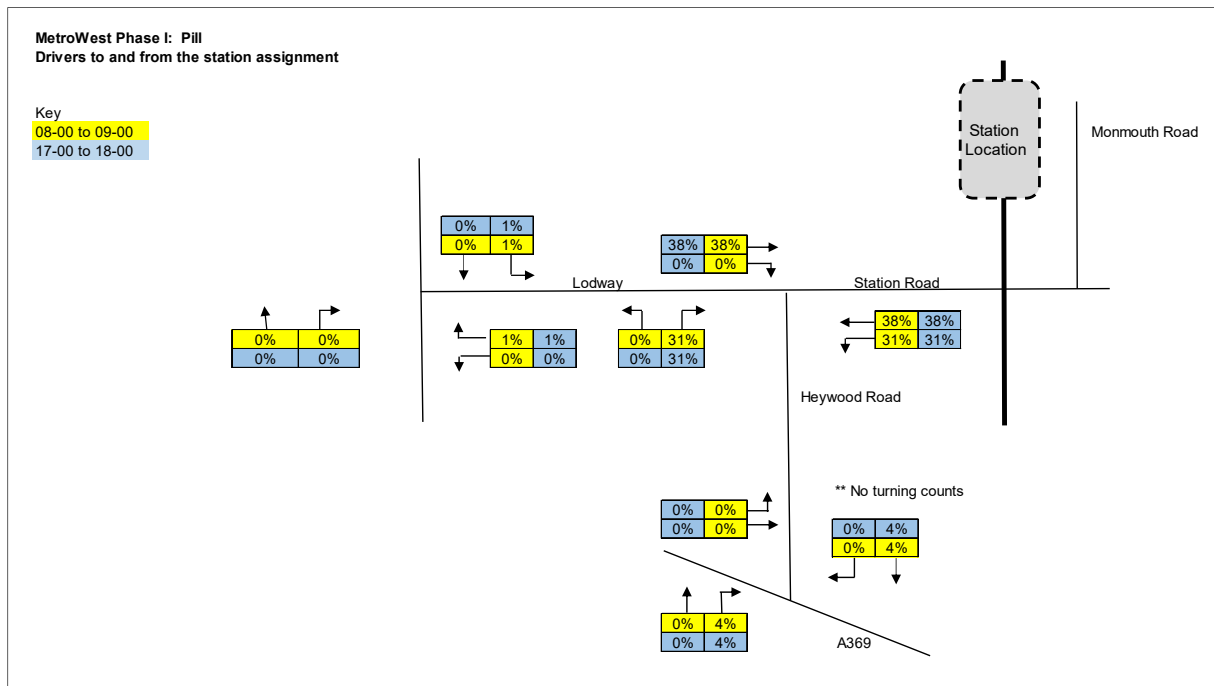 MetroWest Phase I: Pill
Drivers to and from the station assignment
Key
08-00 to 09-00
17-00 to 18-00
Station
Location
Monmouth Road
0% 1%
0% 1%
38% 38%
0% 0%
Lodway
Station Road
0% 0%
0% 0%
1% 1%
0% 0%
0% 31%
0% 31%
38% 38%
31% 31%
Heywood Road
** No turning counts
0% 0%
0% 0%
0% 4%
0% 4%
0% 4%
0% 4%
A369